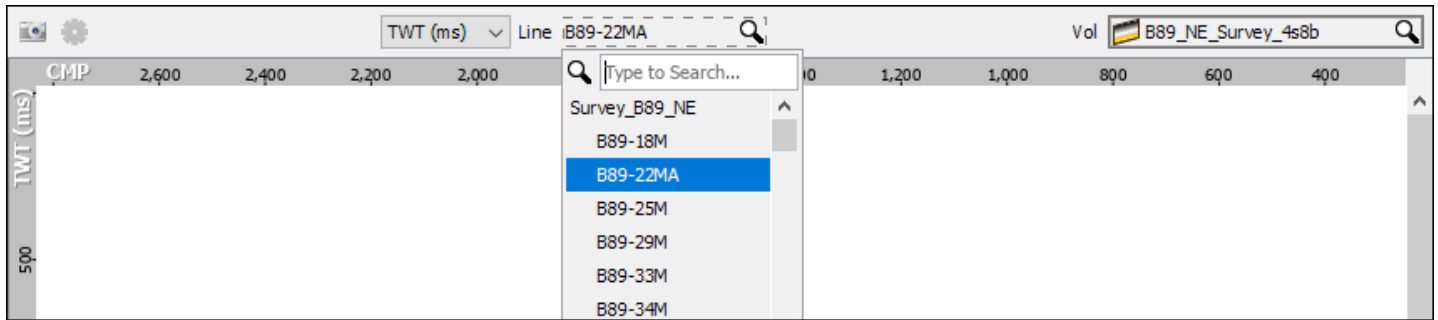 TWT (ms) Line B89-22MA Vol B89_NE_Survey_4s8b
CMP 2,600 2,400 2,200 2,000 1,200 1,000 800 600 400
Type to Search...
Survey_B89_NE
B89-18M
B89-22MA
B89-25M
B89-29M
B89-33M
B89-34M
TWT (ms)
500